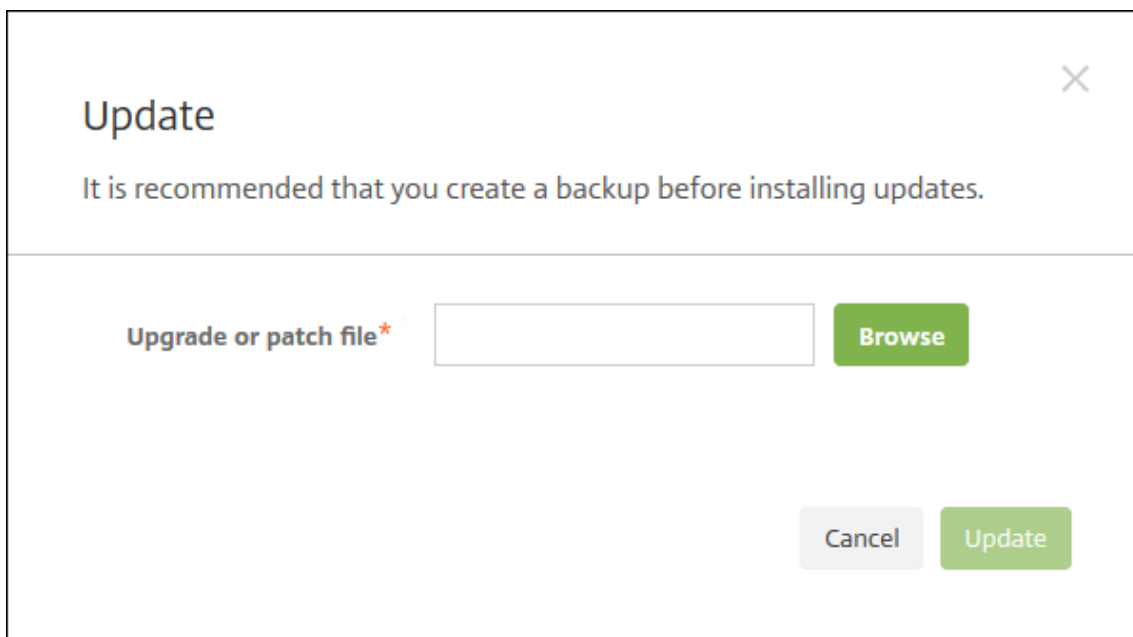 Update
It is recommended that you create a backup before installing updates.
Upgrade or patch file*
Browse
Cancel
Update